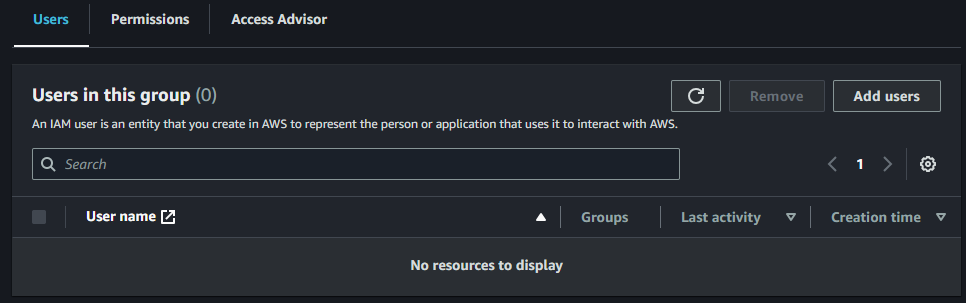 Users Permissions Access Advisor
Users in this group (0) Remove Add users
An IAM user is an entity that you create in AWS to represent the person or application that uses it to interact with AWS.
Search 1
User name Groups Last activity Creation time
No resources to display